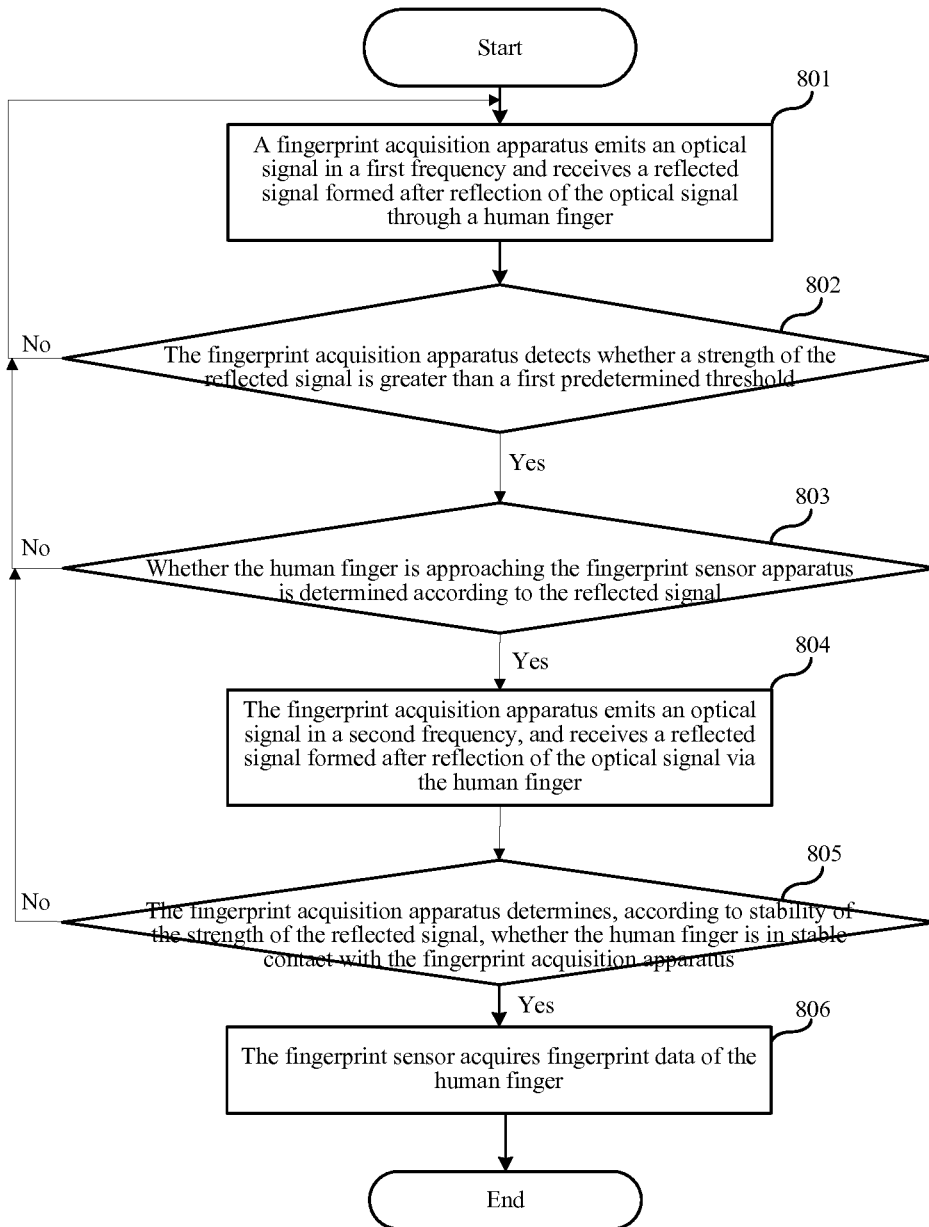 Start
801
A fingerprint acquisition apparatus emits an optical
signal in a first frequency and receives a reflected
signal formed after reflection of the optical signal
through a human finger
802
No
The fingerprint acquisition apparatus detects whether a strength of the
reflected signal is greater than a first predetermined threshold
Yes
803
No
Whether the human finger is approaching the fingerprint sensor apparatus
is determined according to the reflected signal
Yes
804
The fingerprint acquisition apparatus emits an optical
signal in a second frequency, and receives a reflected
signal formed after reflection of the optical signal via
the human finger
805
No
The fingerprint acquisition apparatus determines, according to stability of
the strength of the reflected signal, whether the human finger is in stable
contact with the fingerprint acquisition apparatus
Yes
806
The fingerprint sensor acquires fingerprint data of the
human finger
End